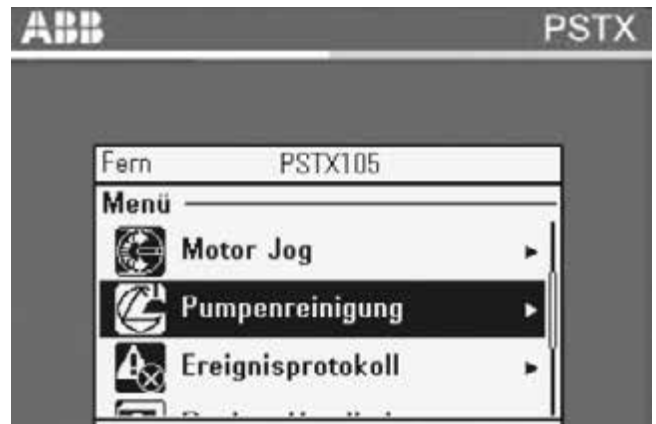 ABB PSTX
Fern PSTX105
Menü
Motor Jog
Pumpenreinigung
Ereignisprotokoll